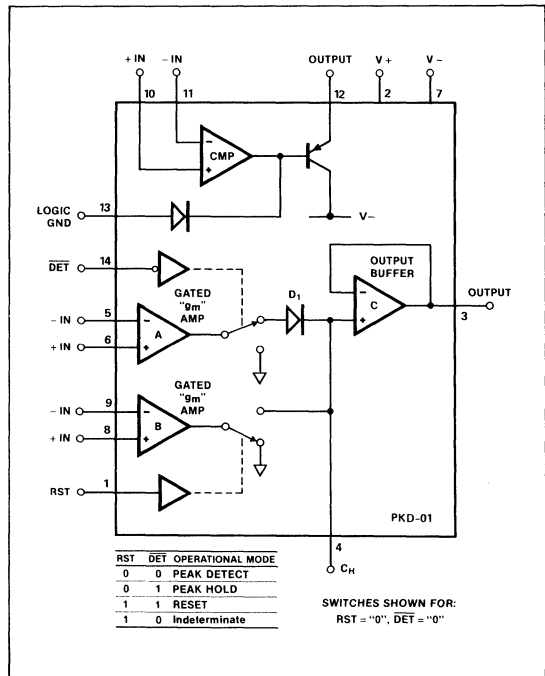 + IN – IN OUTPUT V + V –
10 11 12 2 7
–
+
CMP
LOGIC GND
13
V–
DET
14
OUTPUT BUFFER
GATED "gm" AMP
D1
–
+
C
OUTPUT
3
– IN 5
+ IN 6
–
+
A
GATED "gm" AMP
– IN 9
+ IN 8
–
+
B
RST 1
PKD-01
4
CH
RST DET OPERATIONAL MODE
0 0 PEAK DETECT
0 1 PEAK HOLD
1 1 RESET
1 0 Indeterminate
SWITCHES SHOWN FOR:
RST = "0", DET = "0"